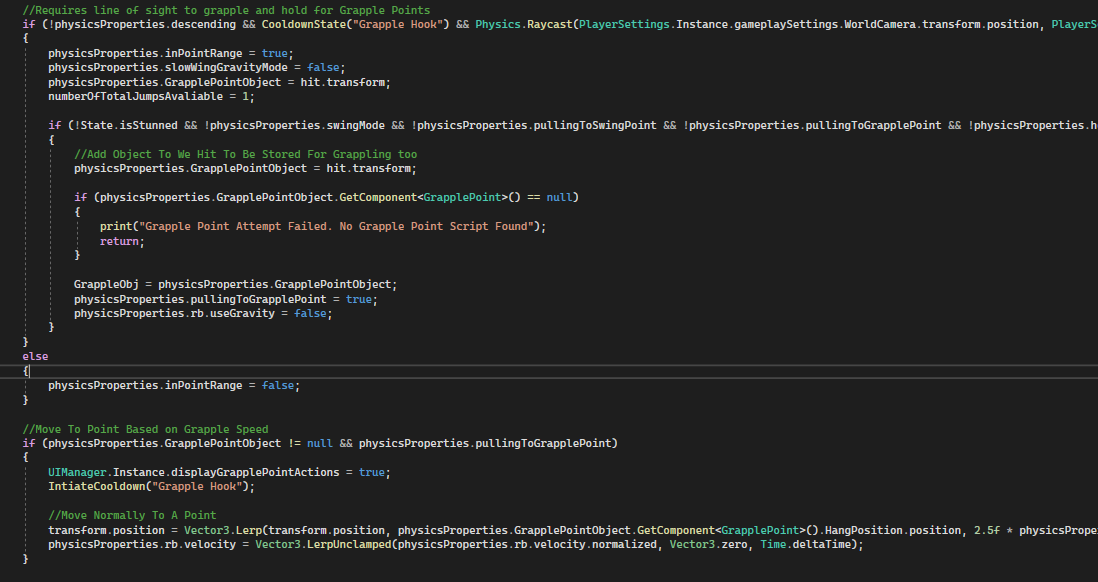 //Requires line of sight to grapple and hold for Grapple Points
if (!physicsProperties.descending && CooldownState("Grapple Hook") && Physics.Raycast(PlayerSettings.Instance.gameplaySettings.WorldCamera.transform.position, PlayerS
{
physicsProperties.inPointRange = true;
physicsProperties.slowWingGravityMode = false;
physicsProperties.GrapplePointObject = hit.transform;
numberOfTotalJumpsAvaliable = 1;
if (!State.isStunned && !physicsProperties.swingMode && !physicsProperties.pullingToSwingPoint && !physicsProperties.pullingToGrapplePoint && !physicsProperties.h
{
//Add Object To We Hit To Be Stored For Grappling too
physicsProperties.GrapplePointObject = hit.transform;
if (physicsProperties.GrapplePointObject.GetComponent<GrapplePoint>() == null)
{
print("Grapple Point Attempt Failed. No Grapple Point Script Found");
return;
}
GrappleObj = physicsProperties.GrapplePointObject;
physicsProperties.pullingToGrapplePoint = true;
physicsProperties.rb.useGravity = false;
}
}
else
{
physicsProperties.inPointRange = false;
}
//Move To Point Based on Grapple Speed
if (physicsProperties.GrapplePointObject != null && physicsProperties.pullingToGrapplePoint)
{
UIManager.Instance.displayGrapplePointActions = true;
IntiateCooldown("Grapple Hook");
//Move Normally To A Point
transform.position = Vector3.Lerp(transform.position, physicsProperties.GrapplePointObject.GetComponent<GrapplePoint>().HangPosition.position, 2.5f * physicsPrope
physicsProperties.rb.velocity = Vector3.LerpUnclamped(physicsProperties.rb.velocity.normalized, Vector3.zero, Time.deltaTime);
}